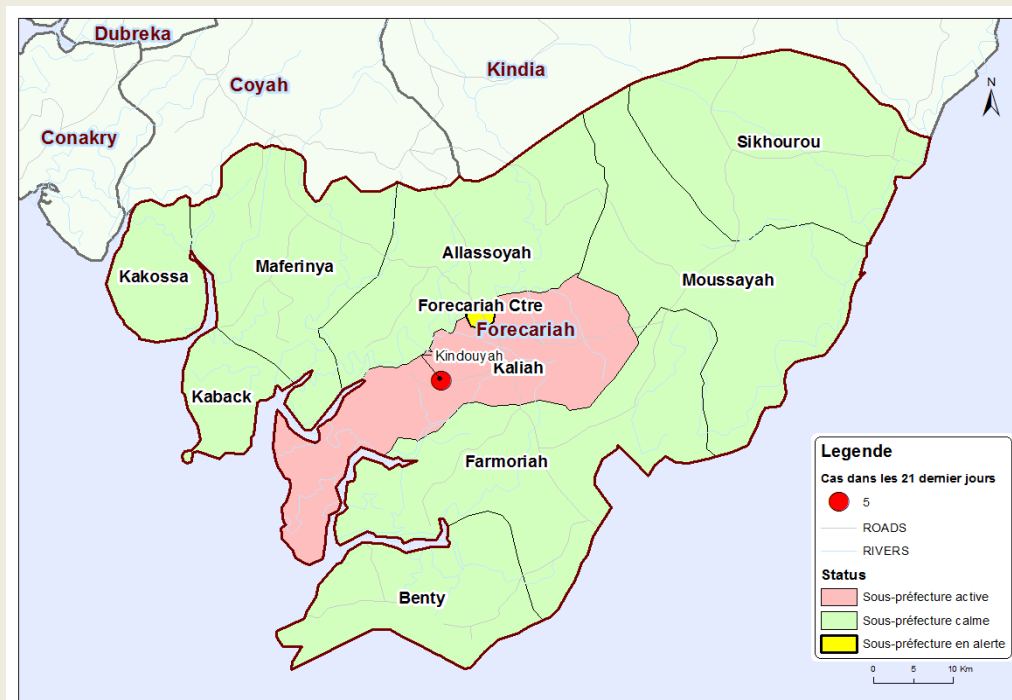 Dubreka
Coyah
Kindia
N
Conakry
Sikhourou
Allassoyah
Maferinya
Kakossa
Moussayah
Forecariah Ctre
Forecariah
Kindouyah
Kaliah
Kaback
Farmoriah
Benty
Legende
Cas dans les 21 dernier jours
5
ROADS
RIVERS
Status
Sous-préfecture active
Sous-préfecture calme
Sous-préfecture en alerte
0 5 10 Km